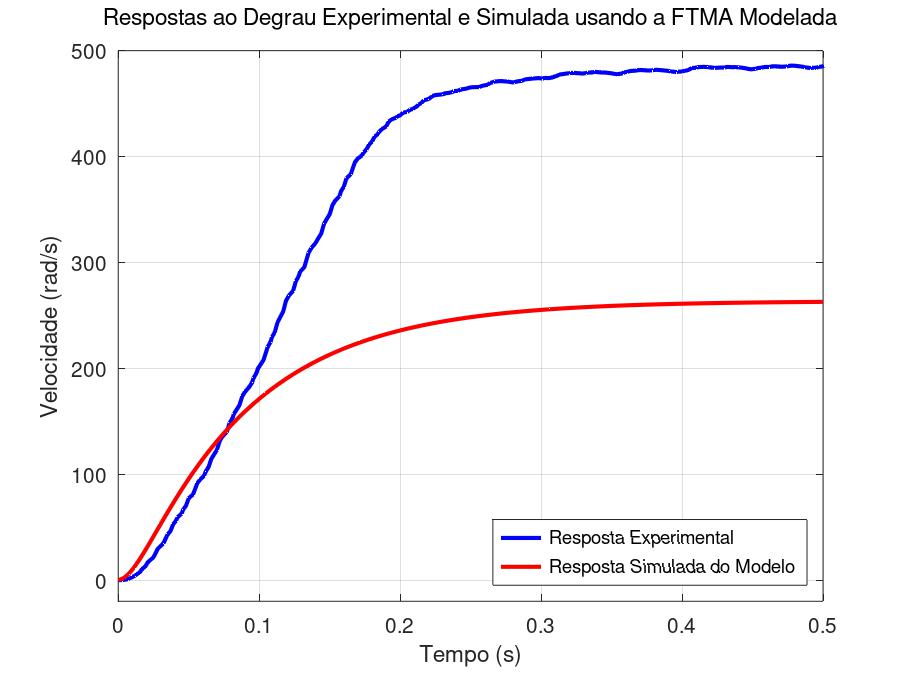 Respostas ao Degrau Experimental e Simulada usando a FTMA Modelada
500
400
300
200
100
0
Velocidade (rad/s)
Resposta Experimental
Resposta Simulada do Modelo
0 0.1 0.2 0.3 0.4 0.5
Tempo (s)